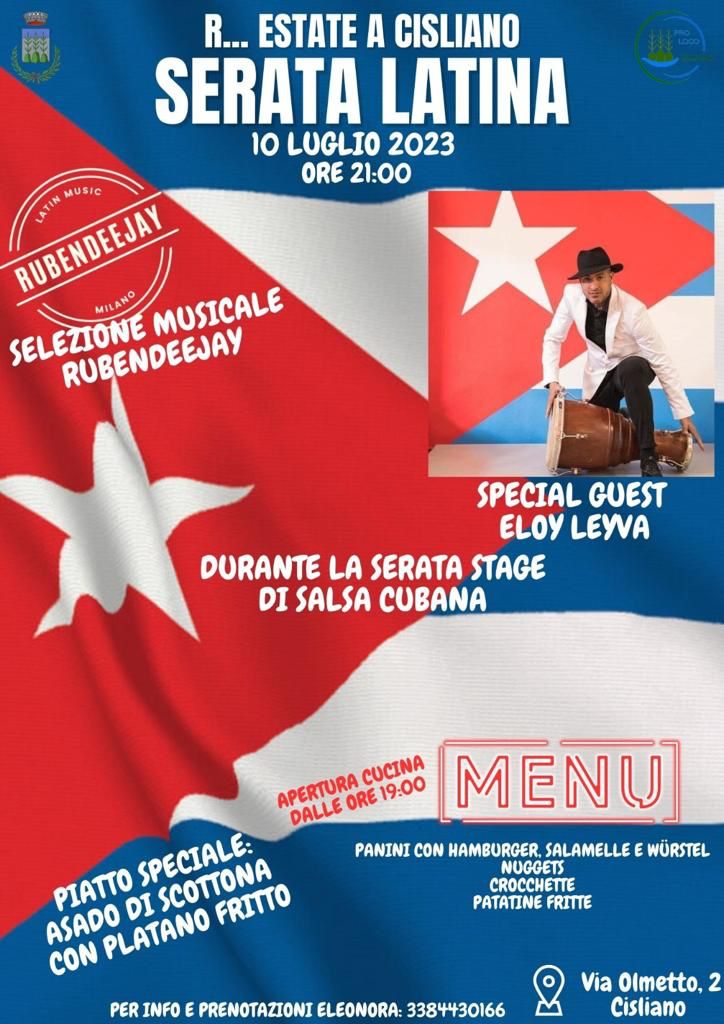 R... ESTATE A CISLIANO
SERATA LATINA
10 LUGLIO 2023
ORE 21:00
PRO
LOCO
LATIN MUSIC
RUBENDEEJAY
MILANO
SELEZIONE MUSICALE
RUBENDEEJAY
SPECIAL GUEST
ELOY LEYVA
DURANTE LA SERATA STAGE
DI SALSA CUBANA
APERTURA CUCINA
DALLE ORE 19:00
MENU
PANINI CON HAMBURGER, SALAMELLE E WÜRSTEL
NUGGETS
CROCCHETTE
PATATINE FRITTE
PIATTO SPECIALE:
ASADO DI SCOTTONA
CON PLATANO FRITTO
PER INFO E PRENOTAZIONI ELEONORA: 3384430166
Via Olmetto, 2
Cisliano